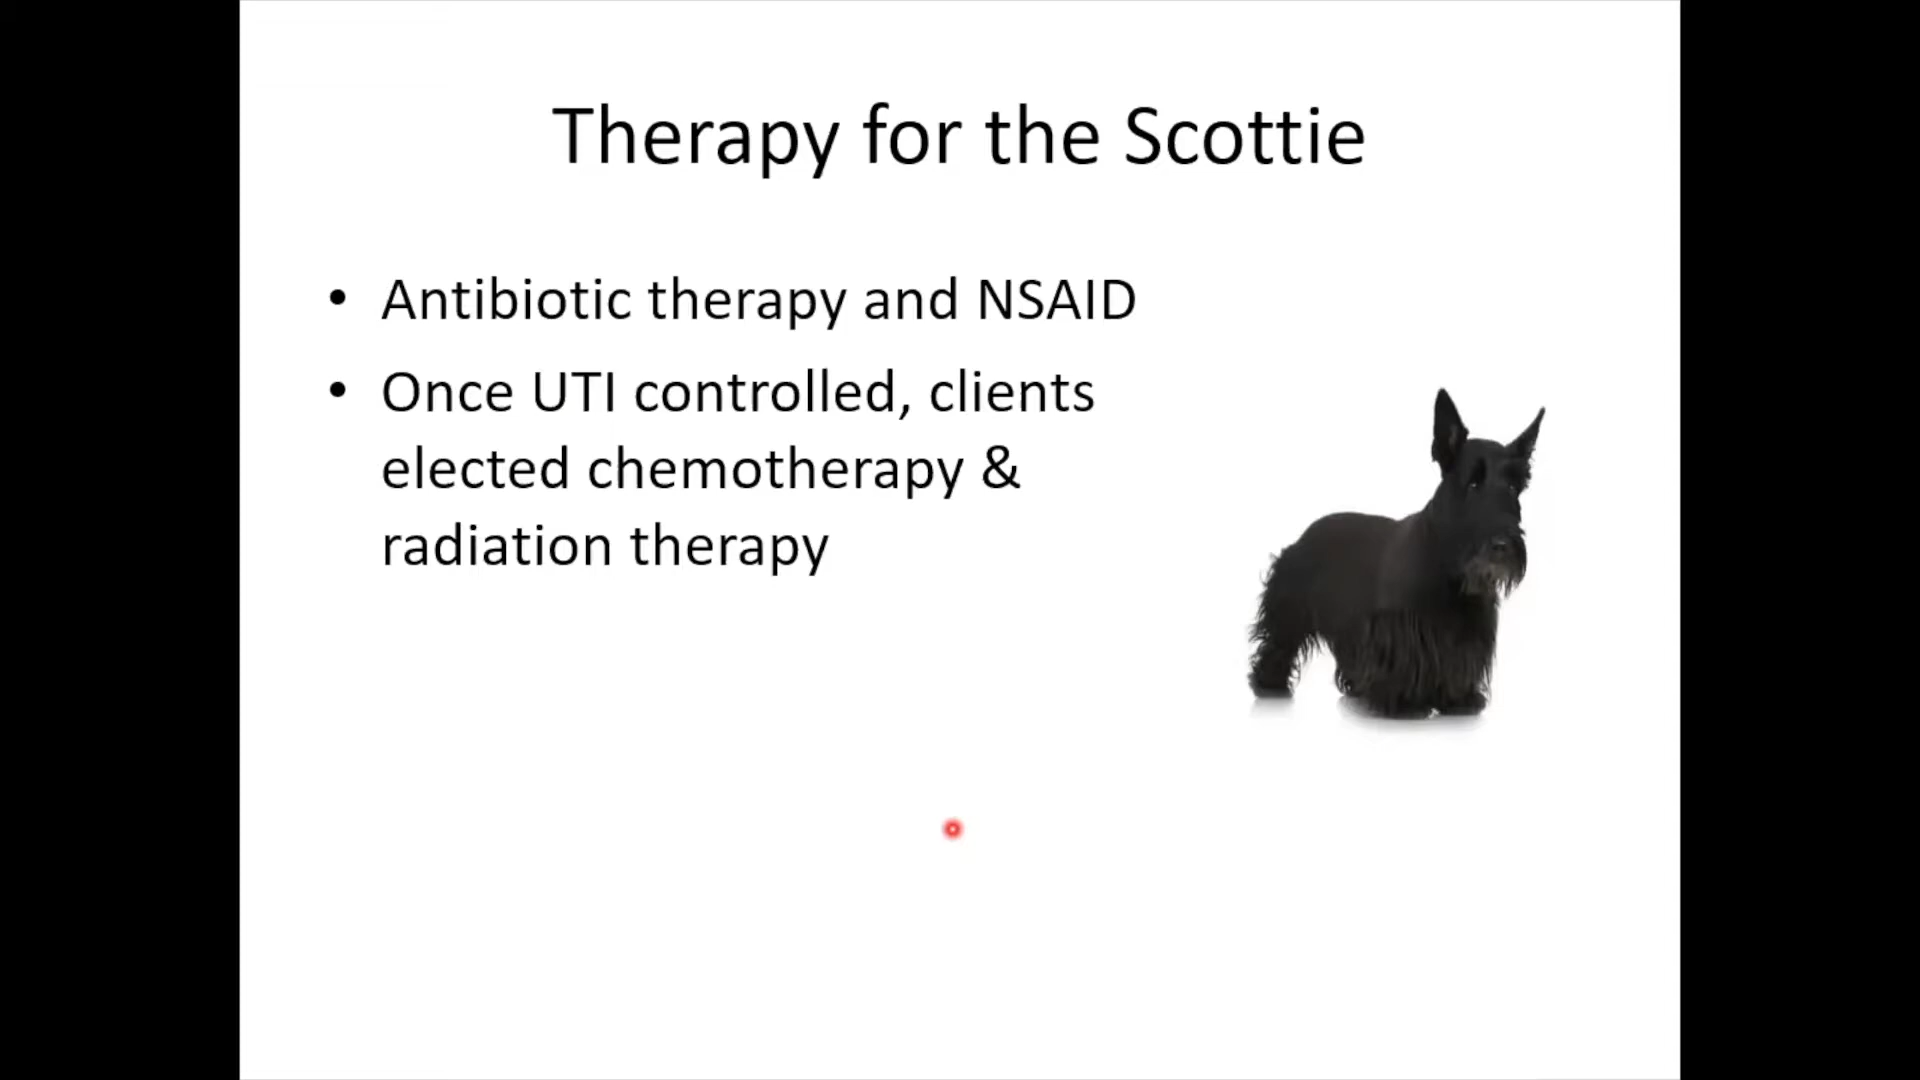 Therapy for the Scottie
• Antibiotic therapy and NSAID
• Once UTI controlled, clients
elected chemotherapy &
radiation therapy